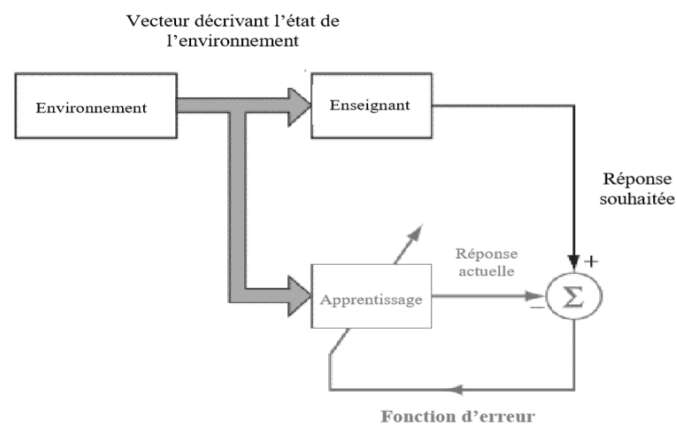 Vecteur décrivant l'état de
l'environnement
Environnement
Enseignant
Réponse
souhaitée
+
Réponse
actuelle
Apprentissage
–
Σ
Fonction d'erreur